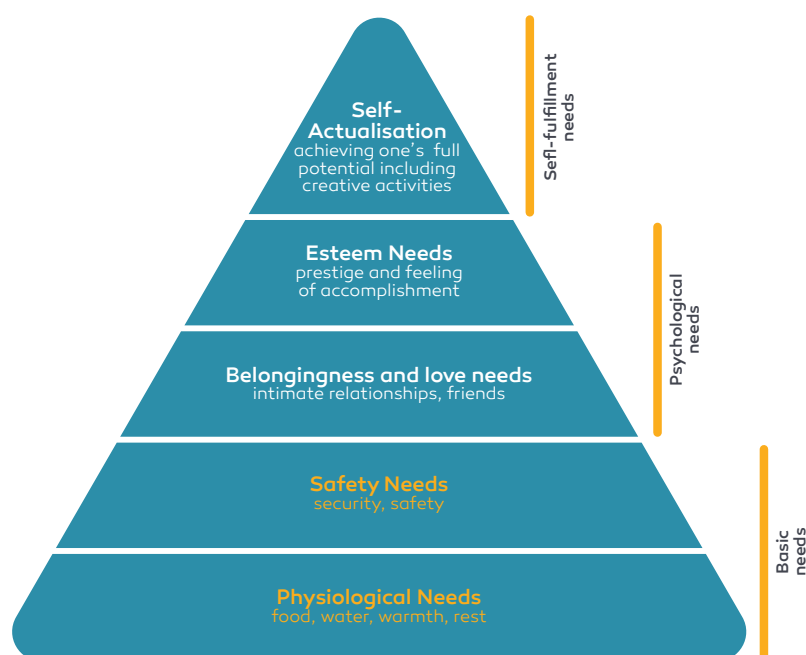 Self-
Actualisation
achieving one's full
potential including
creative activities
Sefl-fulfillment
needs
Esteem Needs
prestige and feeling
of accomplishment
Psychological
needs
Belongingness and love needs
intimate relationships, friends
Safety Needs
security, safety
Basic
needs
Physiological Needs
food, water, warmth, rest